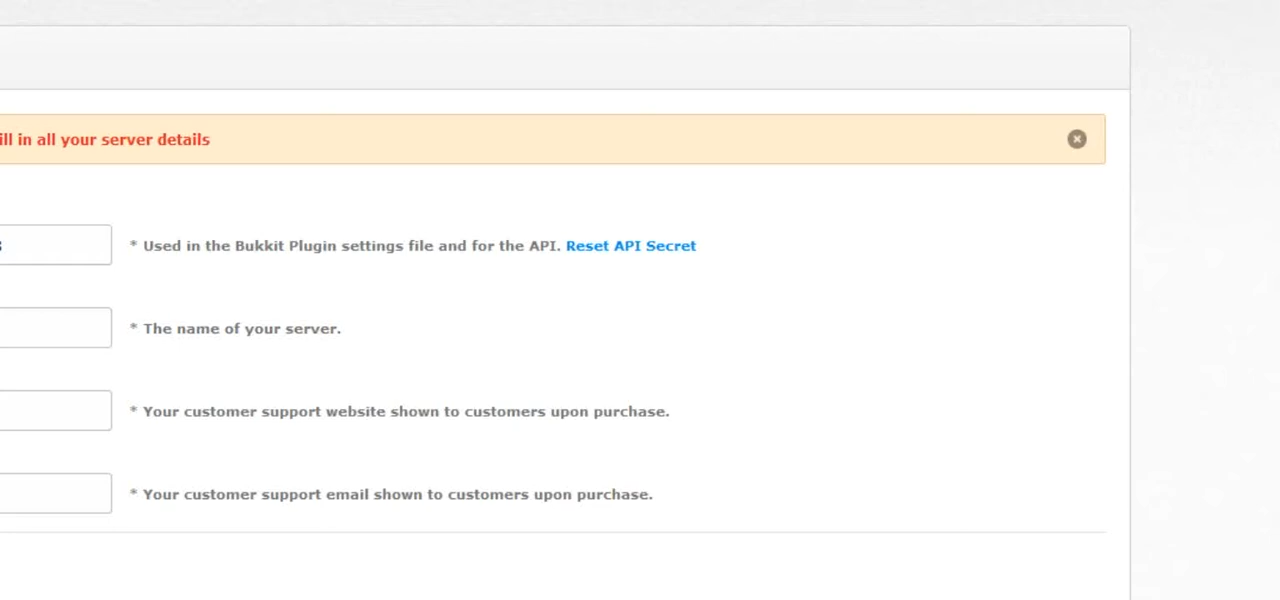 ill in all your server details
* Used in the Bukkit Plugin settings file and for the API. Reset API Secret
* The name of your server.
* Your customer support website shown to customers upon purchase.
* Your customer support email shown to customers upon purchase.